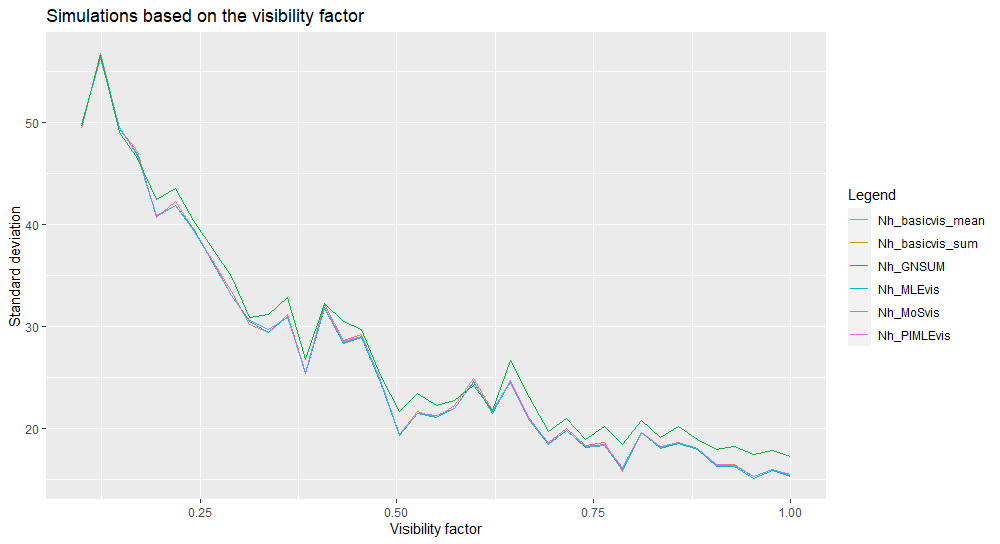 Simulations based on the visibility factor
Standard deviation
50
40
30
20
0.25
0.50
0.75
1.00
Visibility factor
Legend
Nh_basicvis_mean
Nh_basicvis_sum
Nh_GNSUM
Nh_MLEvis
Nh_MoSvis
Nh_PIMLEvis